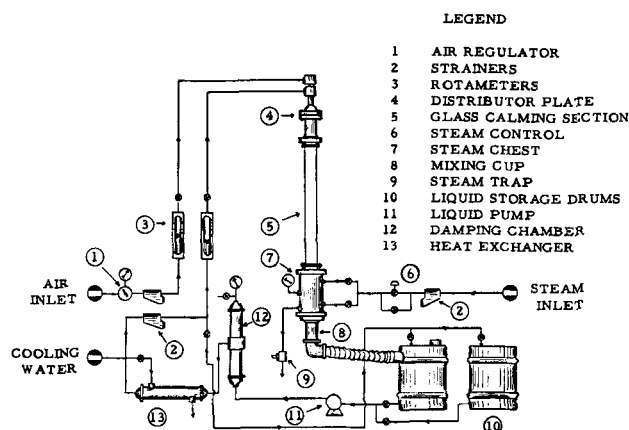 LEGEND
1 AIR REGULATOR
2 STRAINERS
3 ROTAMETERS
4 DISTRIBUTOR PLATE
5 GLASS CALMING SECTION
6 STEAM CONTROL
7 STEAM CHEST
8 MIXING CUP
9 STEAM TRAP
10 LIQUID STORAGE DRUMS
11 LIQUID PUMP
12 DAMPING CHAMBER
13 HEAT EXCHANGER
4
3
5
7
6
1
AIR
INLET
STEAM
INLET
2
12
2
8
COOLING
WATER
9
13
11
10